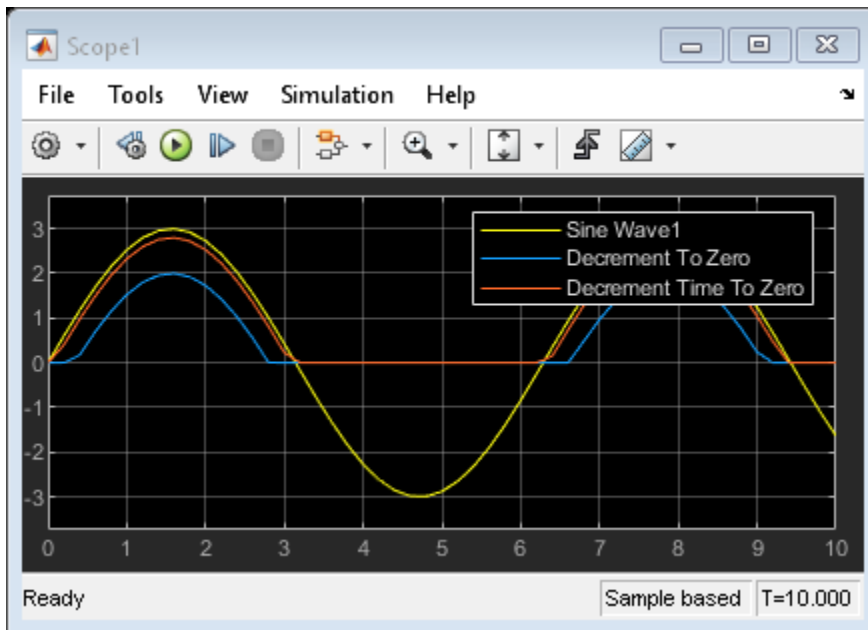 Scope1
File Tools View Simulation Help
Sine Wave1
Decrement To Zero
Decrement Time To Zero
3
2
1
0
-1
-2
-3
0 1 2 3 4 5 6 7 8 9 10
Ready Sample based T=10.000